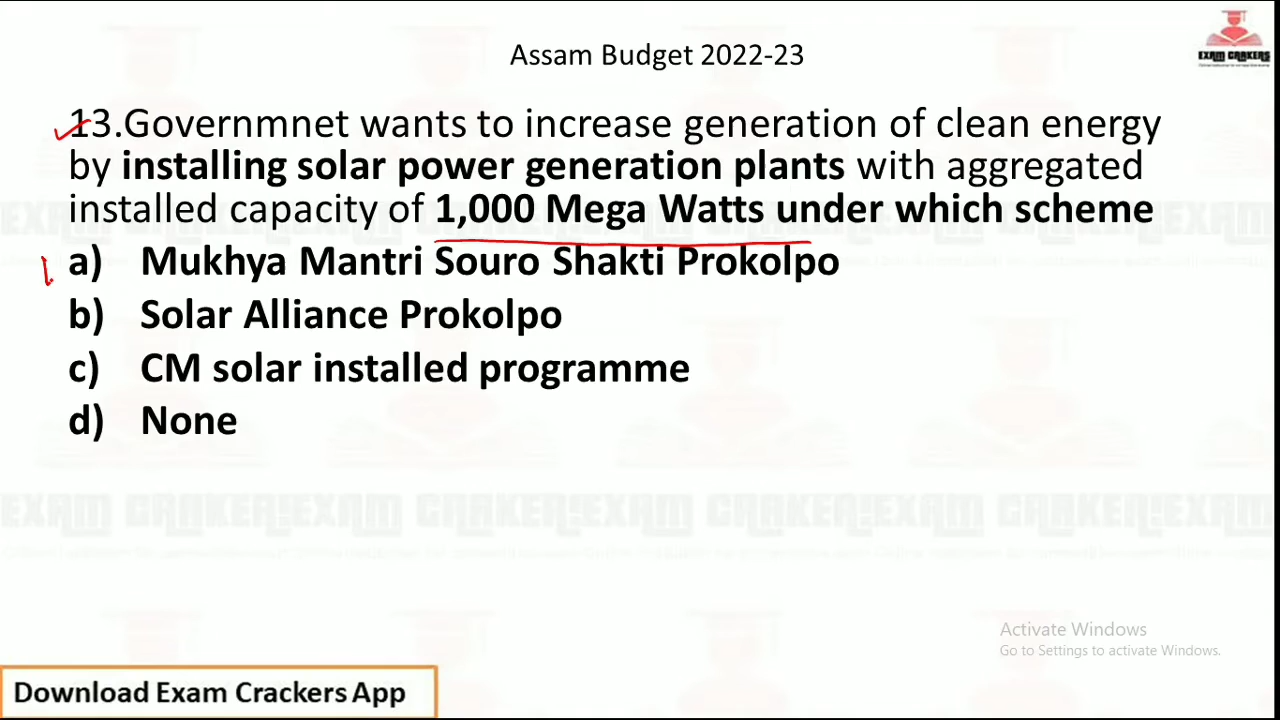 Assam Budget 2022-23
EXAM CRAKERS
13.Governmnet wants to increase generation of clean energy
by installing solar power generation plants with aggregated
installed capacity of 1,000 Mega Watts under which scheme
a) Mukhya Mantri Souro Shakti Prokolpo
b) Solar Alliance Prokolpo
c) CM solar installed programme
d) None
Activate Windows
Go to Settings to activate Windows.
Download Exam Crackers App